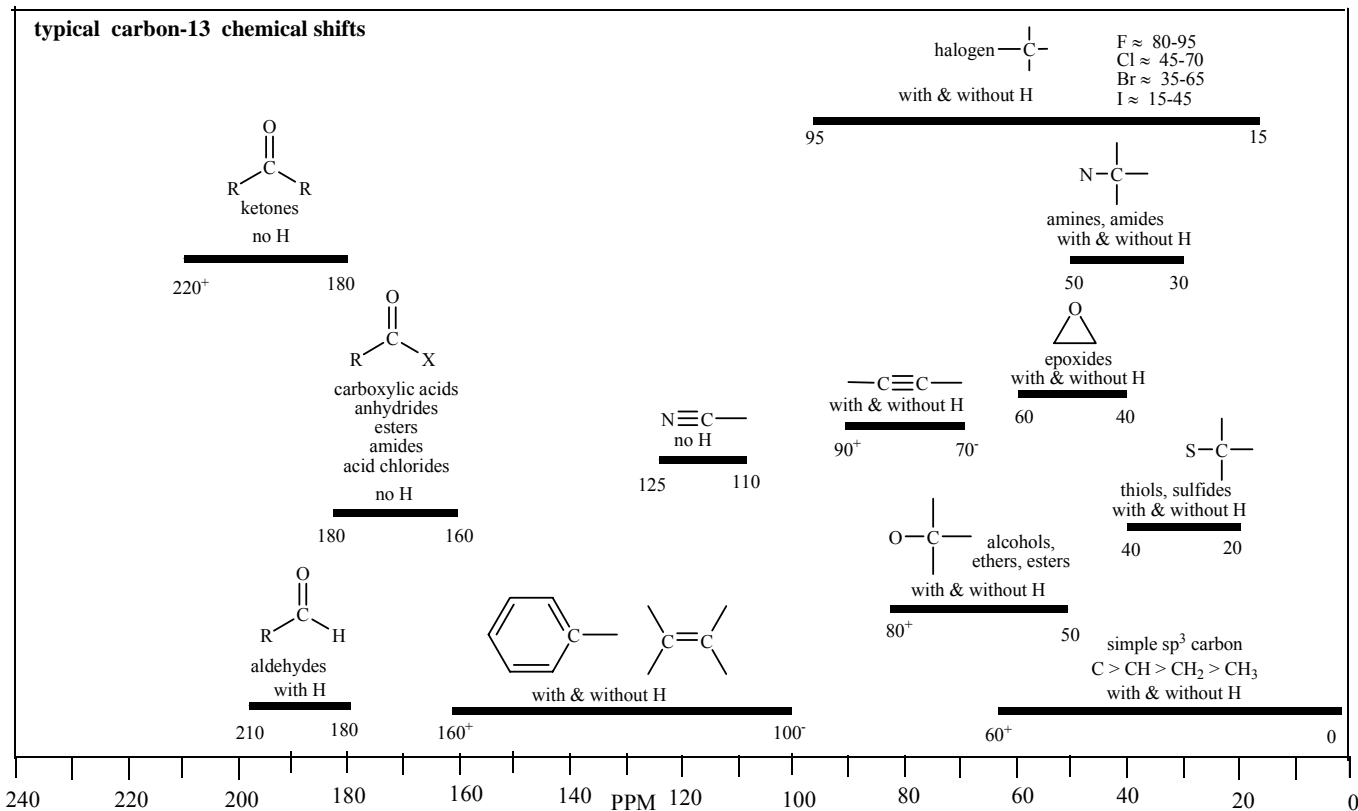 typical carbon-13 chemical shifts
halogen C
with & without H
F ≈ 80-95
Cl ≈ 45-70
Br ≈ 35-65
I ≈ 15-45
95 15
O
C
R R
ketones
no H
220⁺ 180
N C
amines, amides
with & without H
50 30
O
C
R X
carboxylic acids
anhydrides
esters
amides
acid chlorides
no H
180 160
O
epoxides
with & without H
60 40
C C
with & without H
90⁺ 70⁻
N C
no H
125 110
S C
thiols, sulfides
with & without H
40 20
O C
alcohols,
ethers, esters
with & without H
80⁺ 50
O
C
R H
aldehydes
with H
210 180
C C C
with & without H
160⁺ 100⁻
simple sp³ carbon
C > CH > CH₂ > CH₃
with & without H
60⁺ 0
240 220 200 180 160 140 PPM 120 100 80 60 40 20 0